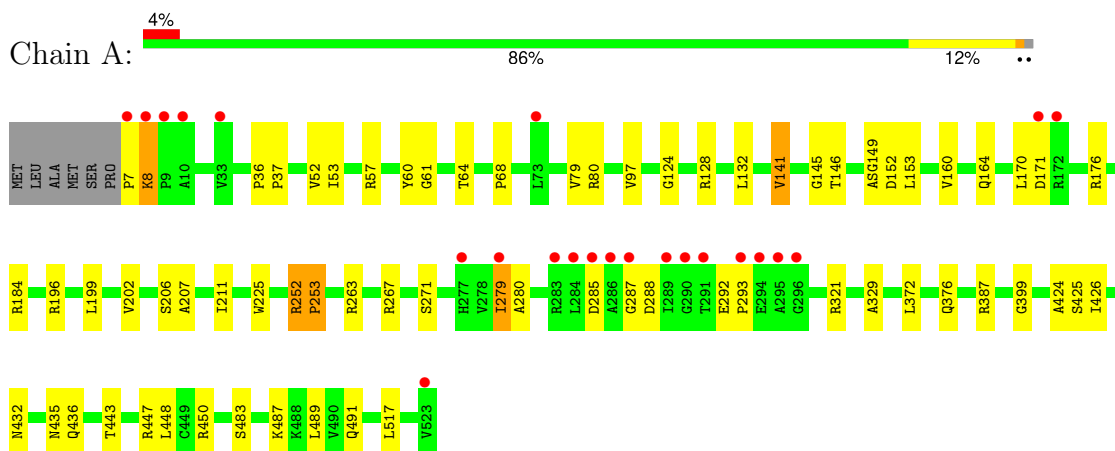 4%
Chain A:
86% 12% ••
MET LEU ALA MET SER PRO P7 K8 P9 A10 V33 P36 P37 V52 I53 R57 Y60 G61 T64 P68 L73 V79 R80 V97 G124 R128 L132 V141 G145 T146 ASG149 D152 L153 V160 Q164 L170 D171 R172 R176
R184 R196 L199 V202 S206 A207 I211 W225 R252 P253 R263 R267 S271 H277 V278 I279 A280 R283 L284 D285 A286 G287 D288 I289 G290 T291 E292 P293 E294 A295 G296 R321 A329 L372 Q376 R387 G399 A424 S425 I426
N432 N435 Q436 T443 R447 L448 C449 R450 S483 K487 K488 L489 V490 Q491 L517 V523